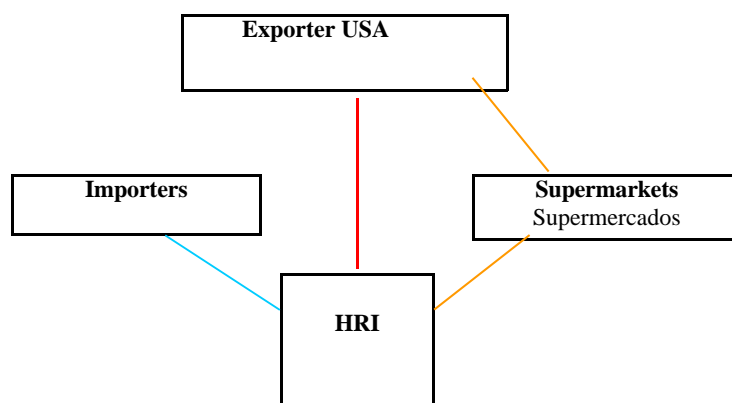 Exporter USA
Importers
Supermarkets
Supermercados
HRI